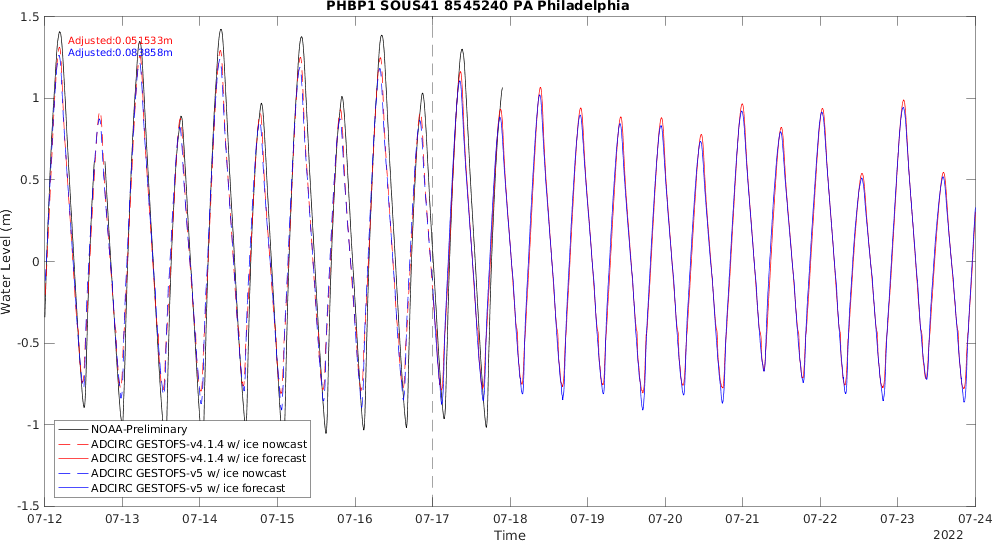 PHBP1 SOUS41 8545240 PA Philadelphia
Adjusted:0.051533m
Adjusted:0.083858m
Water Level (m)
1.5
1
0.5
0
-0.5
-1
-1.5
NOAA-Preliminary
ADCIRC GESTOFS-v4.1.4 w/ ice nowcast
ADCIRC GESTOFS-v4.1.4 w/ ice forecast
ADCIRC GESTOFS-v5 w/ ice nowcast
ADCIRC GESTOFS-v5 w/ ice forecast
07-12 07-13 07-14 07-15 07-16 07-17 07-18 07-19 07-20 07-21 07-22 07-23 07-24
Time
2022